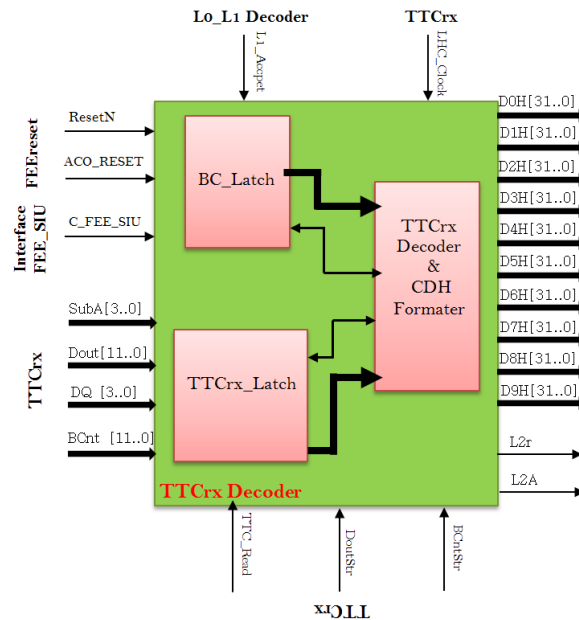 L0_L1 Decoder
TTCrx
L1_Accpet
LHC_Clock
FEEreset
ResetN
ACO_RESET
Interface
FEE_SIU
C_FEE_SIU
TTCrx
SubA[3..0]
Dout[11..0]
DQ [3..0]
BCnt [11..0]
BC_Latch
TTCrx_Latch
TTCrx
Decoder
&
CDH
Formater
TTCrx Decoder
D0H[31..0]
D1H[31..0]
D2H[31..0]
D3H[31..0]
D4H[31..0]
D5H[31..0]
D6H[31..0]
D7H[31..0]
D8H[31..0]
D9H[31..0]
L2r
L2A
TTC_Read
DoutStr
BCntStr
TTCrx